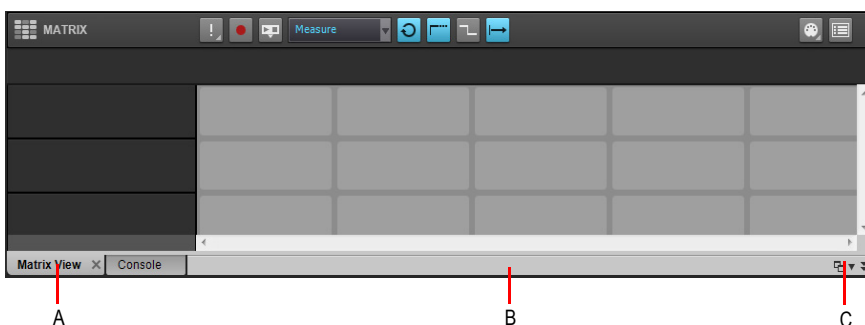 MATRIX
Measure
Matrix View
Console
A
B
C